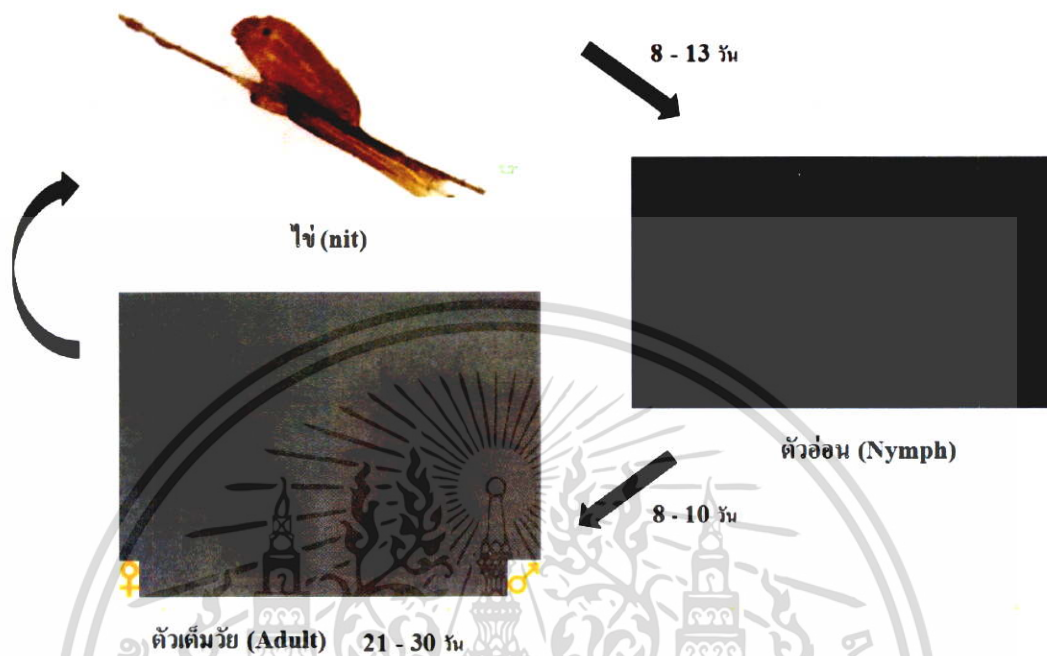 8 - 13 วัน
ไข่ (nit)
ตัวอ่อน (Nymph)
8 - 10 วัน
♀ ♂
ตัวเต็มวัย (Adult) 21 - 30 วัน